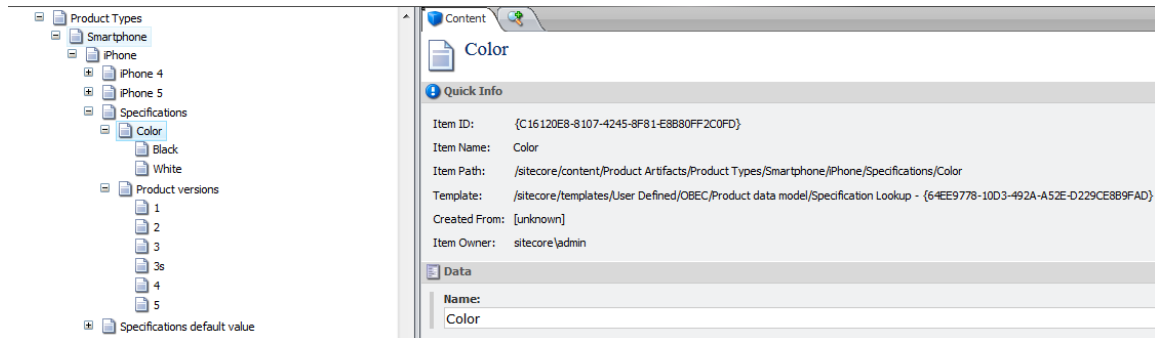 Product Types
Smartphone
iPhone
iPhone 4
iPhone 5
Specifications
Color
Black
White
Product versions
1
2
3
3s
4
5
Specifications default value
Content
Color
Quick Info
Item ID: {C16120E8-8107-4245-8F81-E8B80FF2C0FD}
Item Name: Color
Item Path: /sitecore/content/Product Artifacts/Product Types/Smartphone/iPhone/Specifications/Color
Template: /sitecore/templates/User Defined/OBEC/Product data model/Specification Lookup - {64EE9778-10D3-492A-A52E-D229CE8B9FAD}
Created From: [unknown]
Item Owner: sitecore\admin
Data
Name:
Color